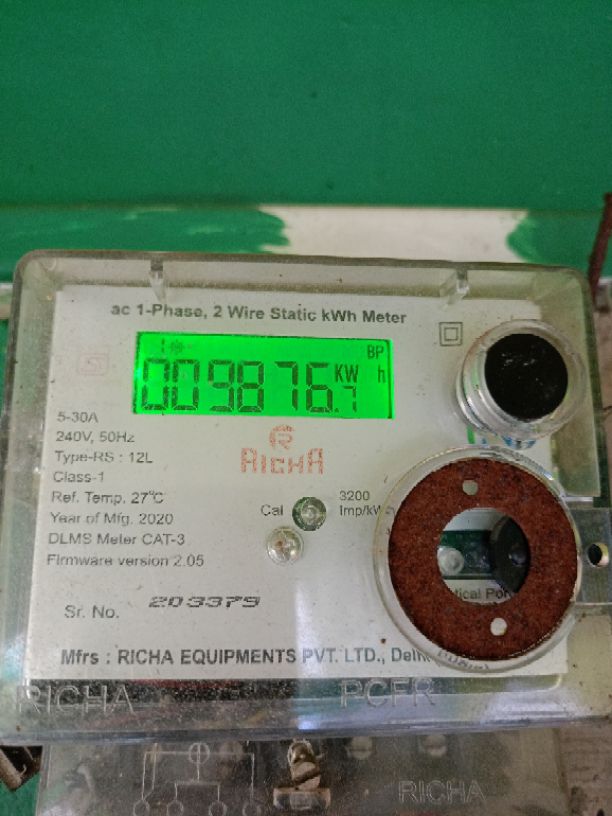 ac 1-Phase, 2 Wire Static kWh Meter
BP
009876.7 KW h
5-30A
240V, 50Hz
Type-RS : 12L
Class-1
Ref. Temp. 27°C
Year of Mfg. 2020
DLMS Meter CAT-3
Firmware version 2.05
RICHA
Cal
3200
Imp/kW
Sr. No. 203379
Mfrs : RICHA EQUIPMENTS PVT. LTD., Delhi
RICHA
RICHA